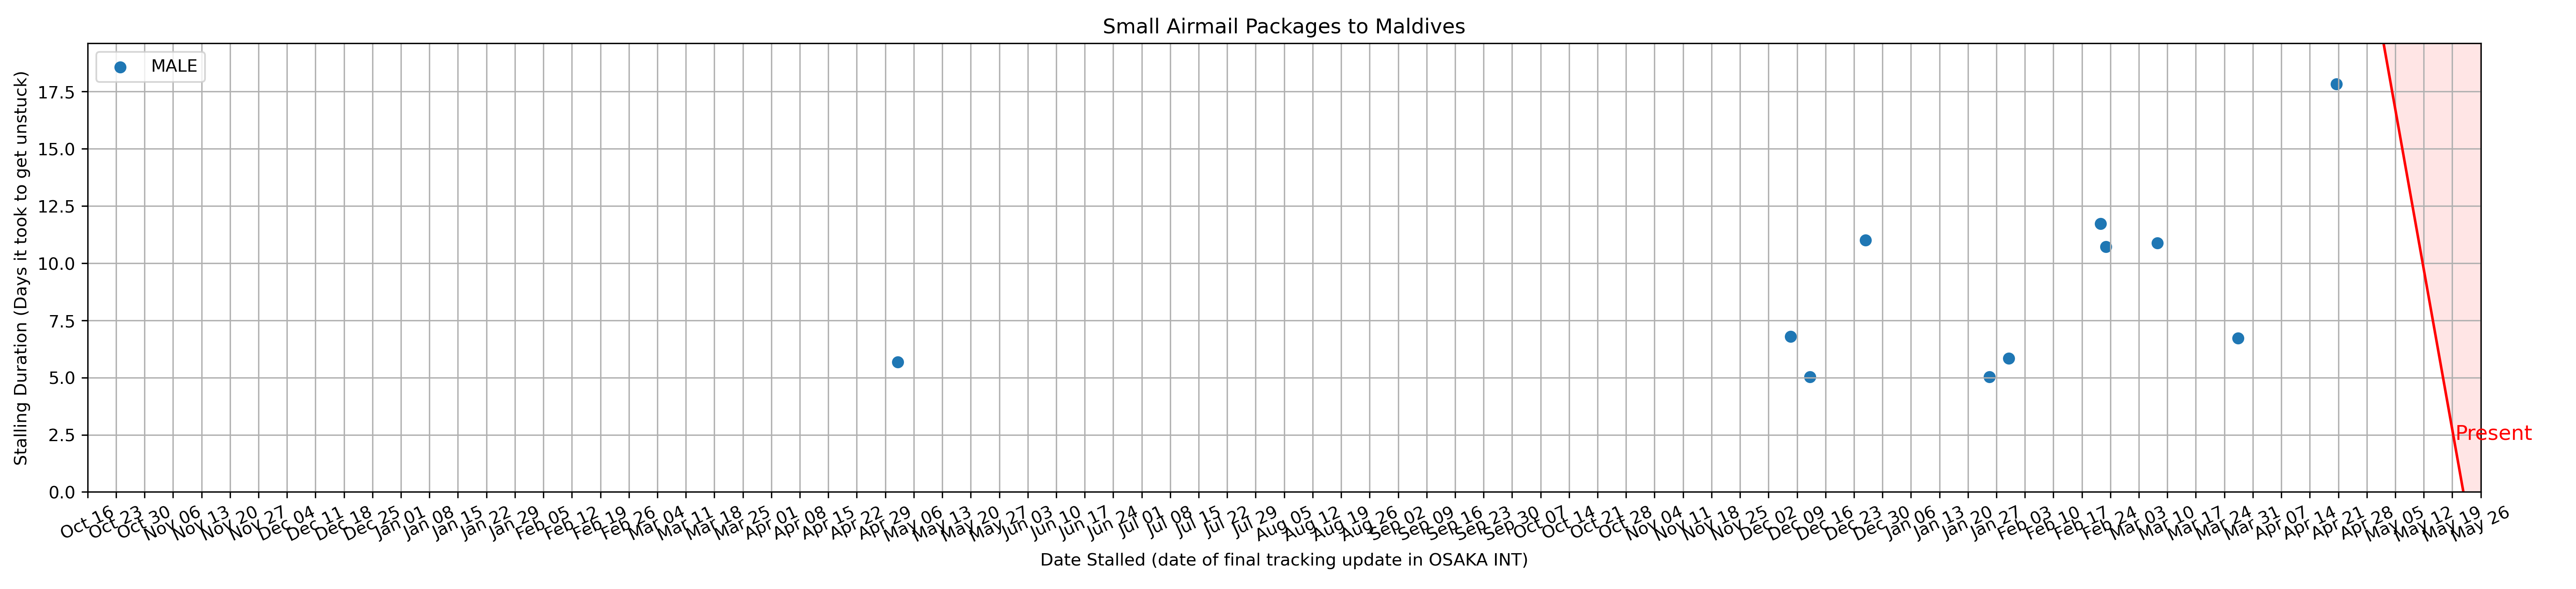 Small Airmail Packages to Maldives
MALE
Stalling Duration (Days it took to get unstuck)
17.5
15.0
12.5
10.0
7.5
5.0
2.5
0.0
Present
Oct 16
Oct 23
Oct 30
Nov 06
Nov 13
Nov 20
Nov 27
Dec 04
Dec 11
Dec 18
Dec 25
Jan 01
Jan 08
Jan 15
Jan 22
Jan 29
Feb 05
Feb 12
Feb 19
Feb 26
Mar 04
Mar 11
Mar 18
Mar 25
Apr 01
Apr 08
Apr 15
Apr 22
Apr 29
May 06
May 13
May 20
May 27
Jun 03
Jun 10
Jun 17
Jun 24
Jul 01
Jul 08
Jul 15
Jul 22
Jul 29
Aug 05
Aug 12
Aug 19
Aug 26
Sep 02
Sep 09
Sep 16
Sep 23
Sep 30
Oct 07
Oct 14
Oct 21
Oct 28
Nov 04
Nov 11
Nov 18
Nov 25
Dec 02
Dec 09
Dec 16
Dec 23
Dec 30
Jan 06
Jan 13
Jan 20
Jan 27
Feb 03
Feb 10
Feb 17
Feb 24
Mar 03
Mar 10
Mar 17
Mar 24
Mar 31
Apr 07
Apr 14
Apr 21
Apr 28
May 05
May 12
May 19
May 26
Date Stalled (date of final tracking update in OSAKA INT)